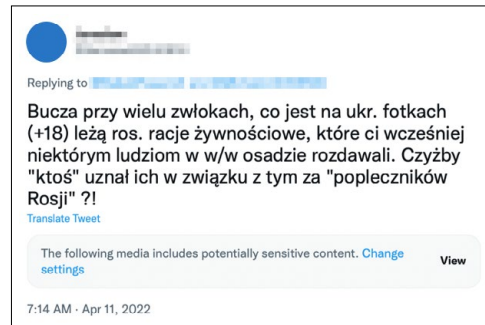 Replying to
Bucza przy wielu zwłokach, co jest na ukr. fotkach
(+18) leżą ros. racje żywnościowe, które ci wcześniej
niektórym ludziom w w/w osadzie rozdawali. Czyżby
"ktoś" uznał ich w związku z tym za "popleczników
Rosji" ?!
Translate Tweet
The following media includes potentially sensitive content. Change
settings
View
7:14 AM · Apr 11, 2022